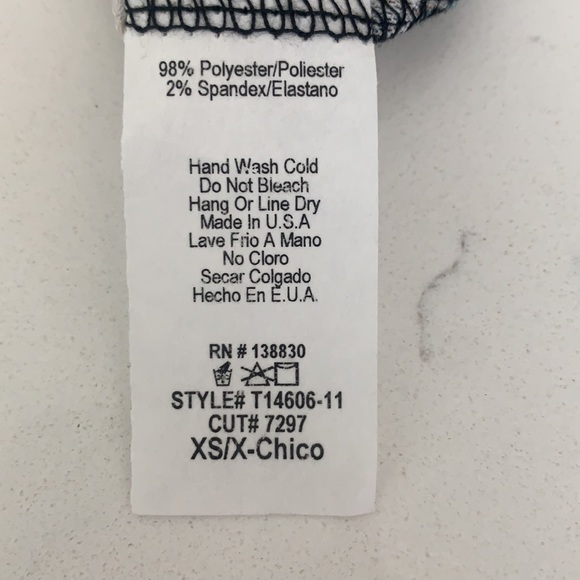 98% Polyester/Poliester
2% Spandex/Elastano
Hand Wash Cold
Do Not Bleach
Hang Or Line Dry
Made In U.S.A
Lave Frio A Mano
No Cloro
Secar Colgado
Hecho En E.U.A.
RN # 138830
STYLE# T14606-11
CUT# 7297
XS/X-Chico